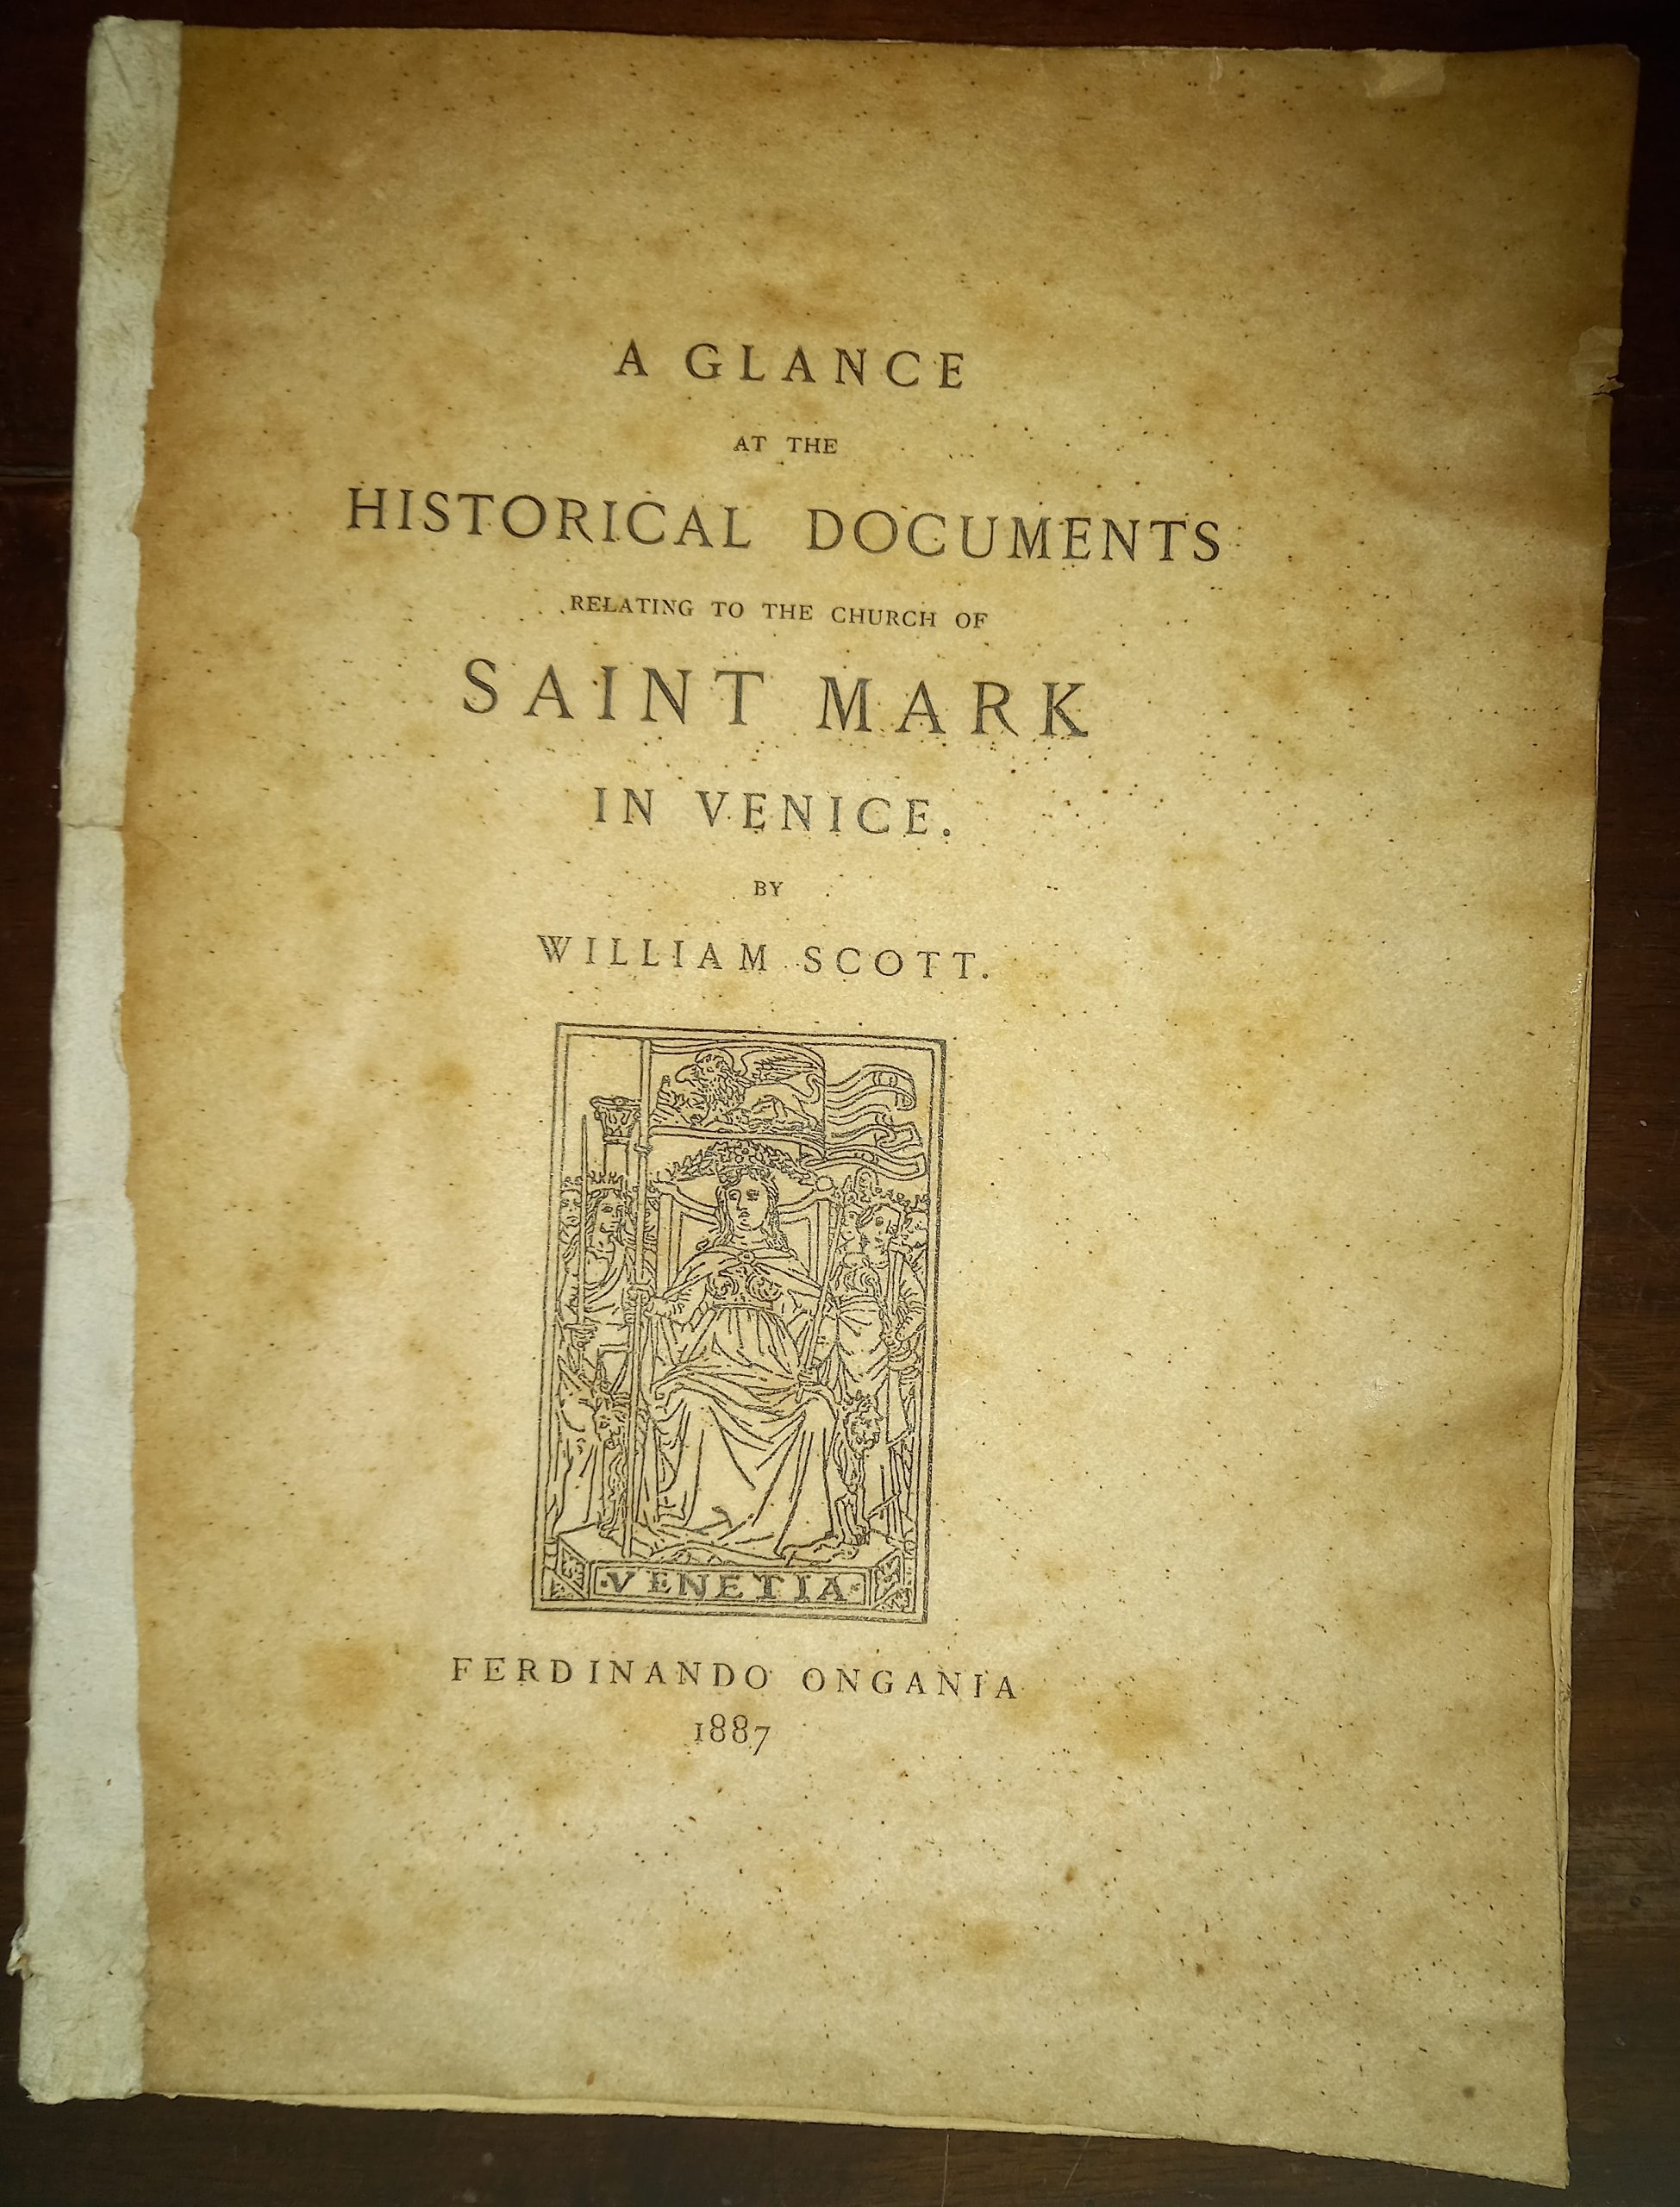 A GLANCE
AT THE
HISTORICAL DOCUMENTS
RELATING TO THE CHURCH OF
SAINT MARK
IN VENICE.
BY
WILLIAM SCOTT.
·VENETIA·
FERDINANDO ONGANIA
1887